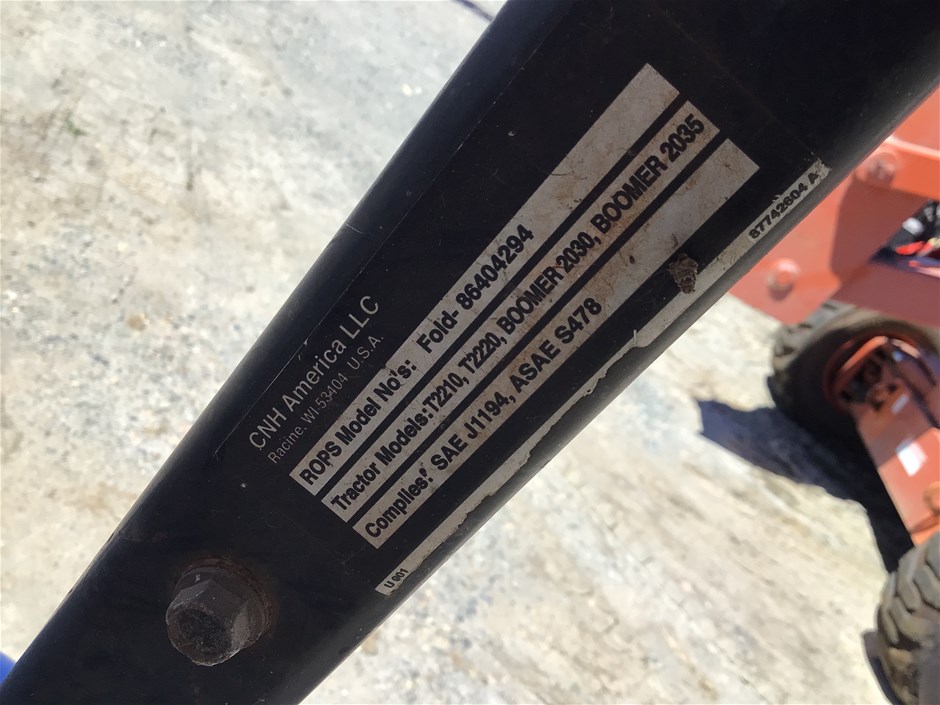 CNH America LLC
Racine. WI 53404, U.S.A.
ROPS Model No's: Fold- 86404294
Tractor Models: T2210, T2220, BOOMER 2030, BOOMER 2035
Complies: SAE J1194, ASAE S478
U 901
87742604 A